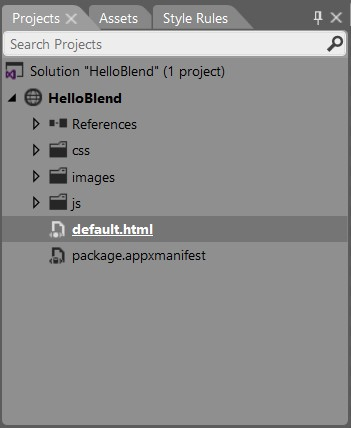 Projects Assets Style Rules
Search Projects
Solution "HelloBlend" (1 project)
HelloBlend
References
css
images
js
default.html
package.appxmanifest